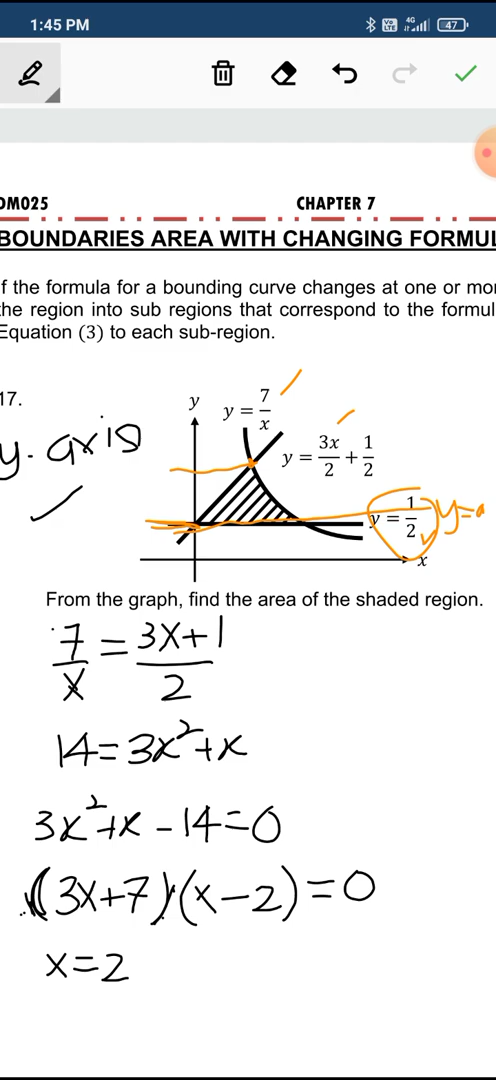 1:45 PM
4G
47
DM025 CHAPTER 7
BOUNDARIES AREA WITH CHANGING FORMUL
f the formula for a bounding curve changes at one or mor
the region into sub regions that correspond to the formul
Equation (3) to each sub-region.
17.
y
y = 7/x
y = 3x/2 + 1/2
y = 1/2
y=
x
y-axis
From the graph, find the area of the shaded region.
7/x = 3x+1/2
14=3x²+x
3x²+x-14=0
(3x+7)(x-2)=0
x=2